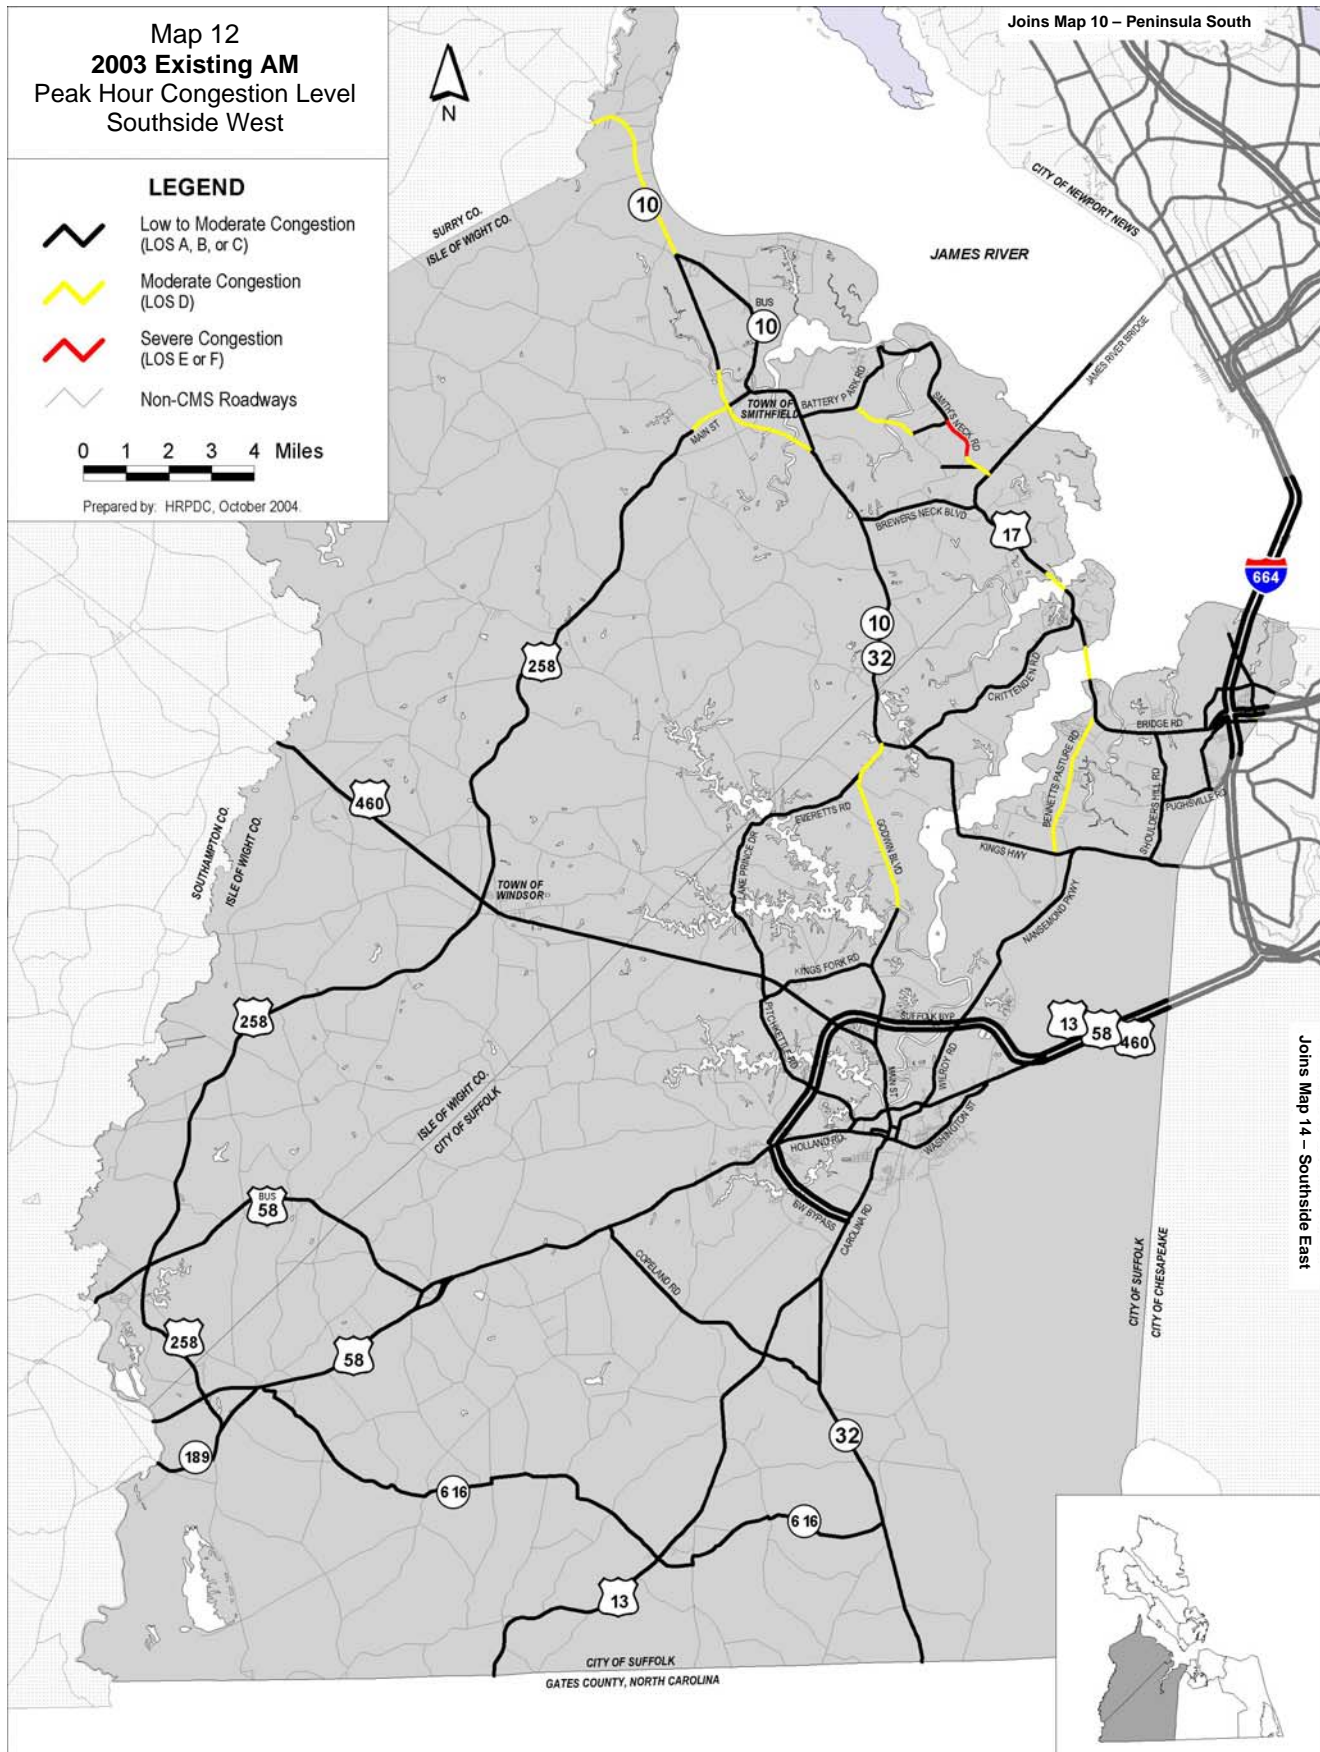 Map 12
2003 Existing AM
Peak Hour Congestion Level
Southside West
LEGEND
Low to Moderate Congestion
(LOS A, B, or C)
Moderate Congestion
(LOS D)
Severe Congestion
(LOS E or F)
Non-CMS Roadways
0 1 2 3 4 Miles
Prepared by: HRPDC, October 2004.
N
Joins Map 10 – Peninsula South
CITY OF NEWPORT NEWS
10
SURRY CO.
ISLE OF WIGHT CO.
JAMES RIVER
BUS
10
JAMES RIVER BRIDGE
TOWN OF
SMITHFIELD
BATTERY PARK RD
SMITH'S NECK RD
MAIN ST
BREWERS NECK BLVD
17
664
10
32
258
CRITTENDEN RD
BRIDGE RD
BENNETTS PASTURE RD
SHOULDERS HILL RD
PUGHSVILLE RD
460
EVERETTS RD
GODWIN BLVD
KINGS HWY
SOUTHAMPTON CO.
ISLE OF WIGHT CO.
LAKE PRINCE DR
TOWN OF
WINDSOR
NANSEMOND PKWY
KINGS FORK RD
258
PITCHKETTLE RD
SUFFOLK BYP
13
58
460
Joins Map 14 – Southside East
WILROY RD
MAIN ST
ISLE OF WIGHT CO.
CITY OF SUFFOLK
WASHINGTON ST
HOLLAND RD
BUS
58
SW BYPASS
CAROLINA RD
COPELAND RD
CITY OF SUFFOLK
CITY OF CHESAPEAKE
258
58
32
189
6 16
6 16
13
CITY OF SUFFOLK
GATES COUNTY, NORTH CAROLINA